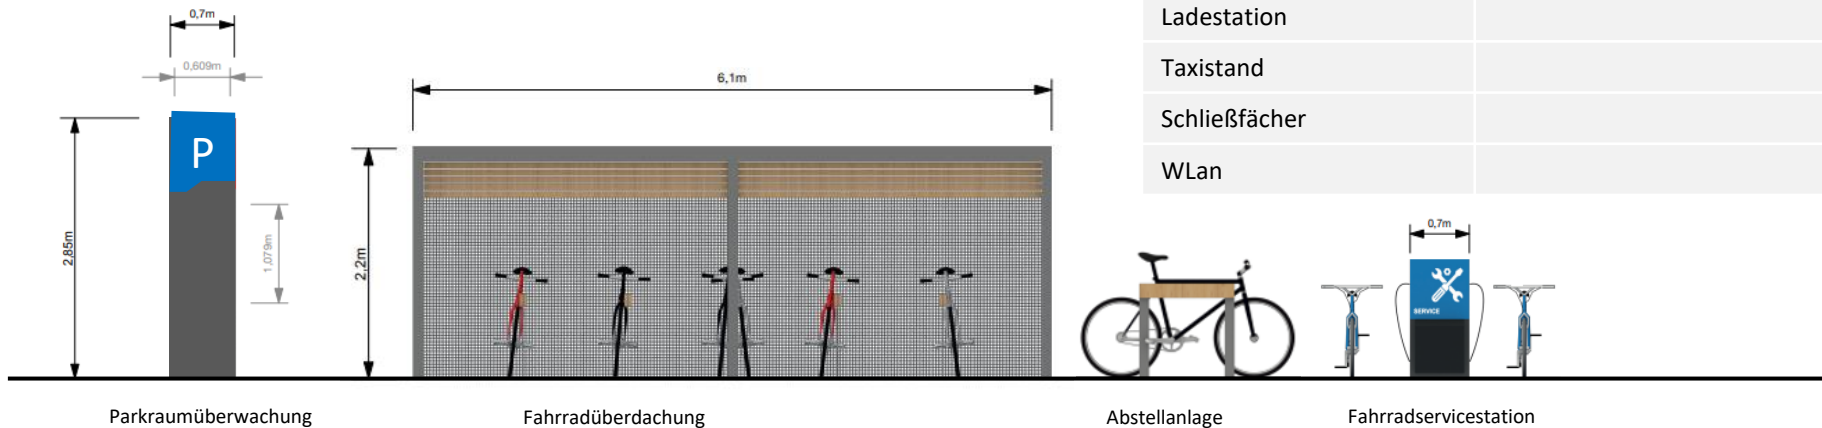 0,7m
0,609m
P
2,85m
1,079m
6,1m
2,2m
Ladestation
Taxistand
Schließfächer
WLan
0,7m
SERVICE
Parkraumüberwachung
Fahrradüberdachung
Abstellanlage
Fahrradservicestation